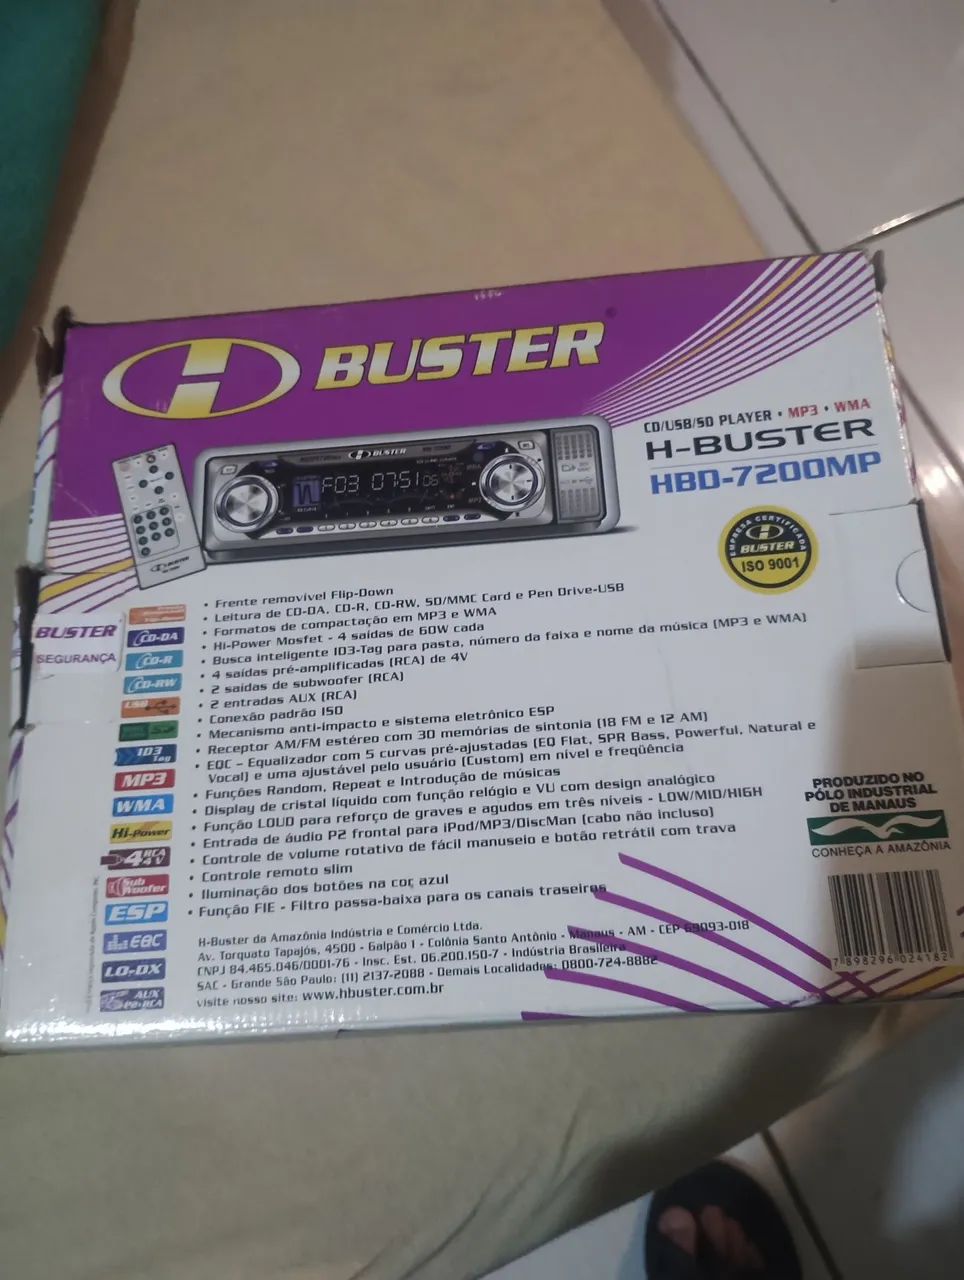 H BUSTER
CD/USB/SD PLAYER • MP3 • WMA
H-BUSTER
HBD-7200MP
BUSTER
F03 07:51 06
BUSTER
EMPRESA CERTIFICADA
BUSTER
ISO 9001
BUSTER
SEGURANÇA
CD-DA
CD-R
CD-RW
USB
ID3
Tag
MP3
WMA
Hi-Power
4 RCA
4V
Sub
Woofer
ESP
EQC
LO-DX
AUX
• Frente removível Flip-Down
• Leitura de CD-DA, CD-R, CD-RW, SD/MMC Card e Pen Drive-USB
• Formatos de compactação em MP3 e WMA
• Hi-Power Mosfet - 4 saídas de 60W cada
• Busca inteligente ID3-Tag para pasta, número da faixa e nome da música (MP3 e WMA)
• 4 saídas pré-amplificadas (RCA) de 4V
• 2 saídas de subwoofer (RCA)
• 2 entradas AUX (RCA)
• Conexão padrão ISO
• Mecanismo anti-impacto e sistema eletrônico ESP
• Receptor AM/FM estéreo com 30 memórias de sintonia (18 FM e 12 AM)
• EQC – Equalizador com 5 curvas pré-ajustadas (EQ Flat, SPR Bass, Powerful, Natural e
Vocal) e uma ajustável pelo usuário (Custom) em nível e freqüência
• Funções Random, Repeat e Introdução de músicas
• Display de cristal líquido com função relógio e VU com design analógico
• Função LOUD para reforço de graves e agudos em três níveis - LOW/MID/HIGH
• Entrada de áudio P2 frontal para iPod/MP3/DiscMan (cabo não incluso)
• Controle de volume rotativo de fácil manuseio e botão retrátil com trava
• Controle remoto slim
• Iluminação dos botões na cor azul
• Função FIE - Filtro passa-baixa para os canais traseiros
H-Buster da Amazônia Indústria e Comércio Ltda.
Av. Torquato Tapajós, 4500 - Galpão I - Colônia Santo Antônio - Manaus - AM - CEP 69093-018
CNPJ 84.465.046/0001-76 - Insc. Est. 06.200.150-7 - Indústria Brasileira
SAC - Grande São Paulo: (11) 2137-2088 - Demais Localidades: 0800-724-8882
visite nosso site: www.hbuster.com.br
PRODUZIDO NO
PÓLO INDUSTRIAL
DE MANAUS
CONHEÇA A AMAZÔNIA
7 898296 024182